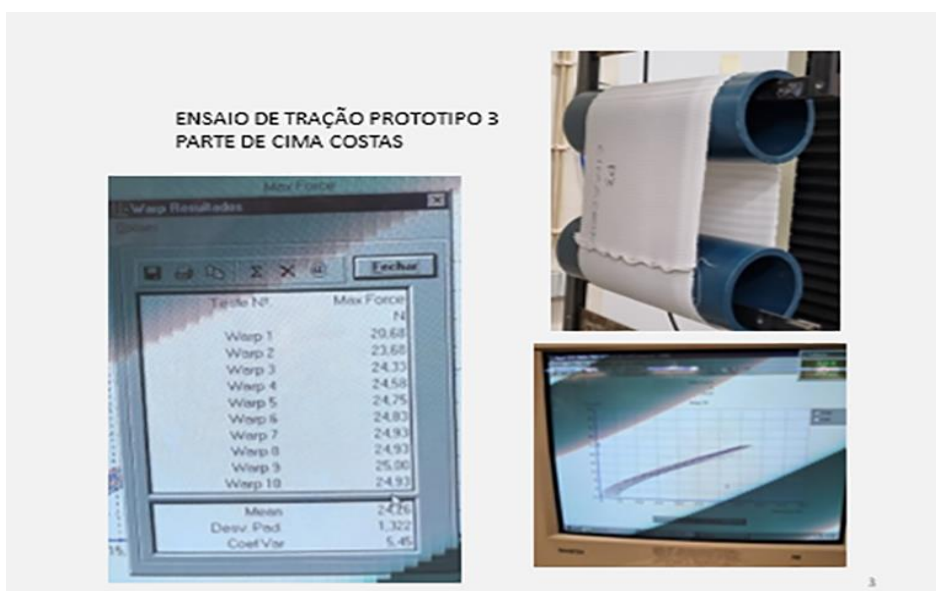 ENSAIO DE TRAÇÃO PROTOTIPO 3
PARTE DE CIMA COSTAS
Max Force
Warp Resultados
Fechar
Teste Nº. Max Force
N
Warp 1 20,68
Warp 2 23,68
Warp 3 24,33
Warp 4 24,58
Warp 5 24,75
Warp 6 24,83
Warp 7 24,93
Warp 8 24,93
Warp 9 25,00
Warp 10 24,93
Mean 24,26
Desv. Pad. 1,322
Coef.Var 5,45
3